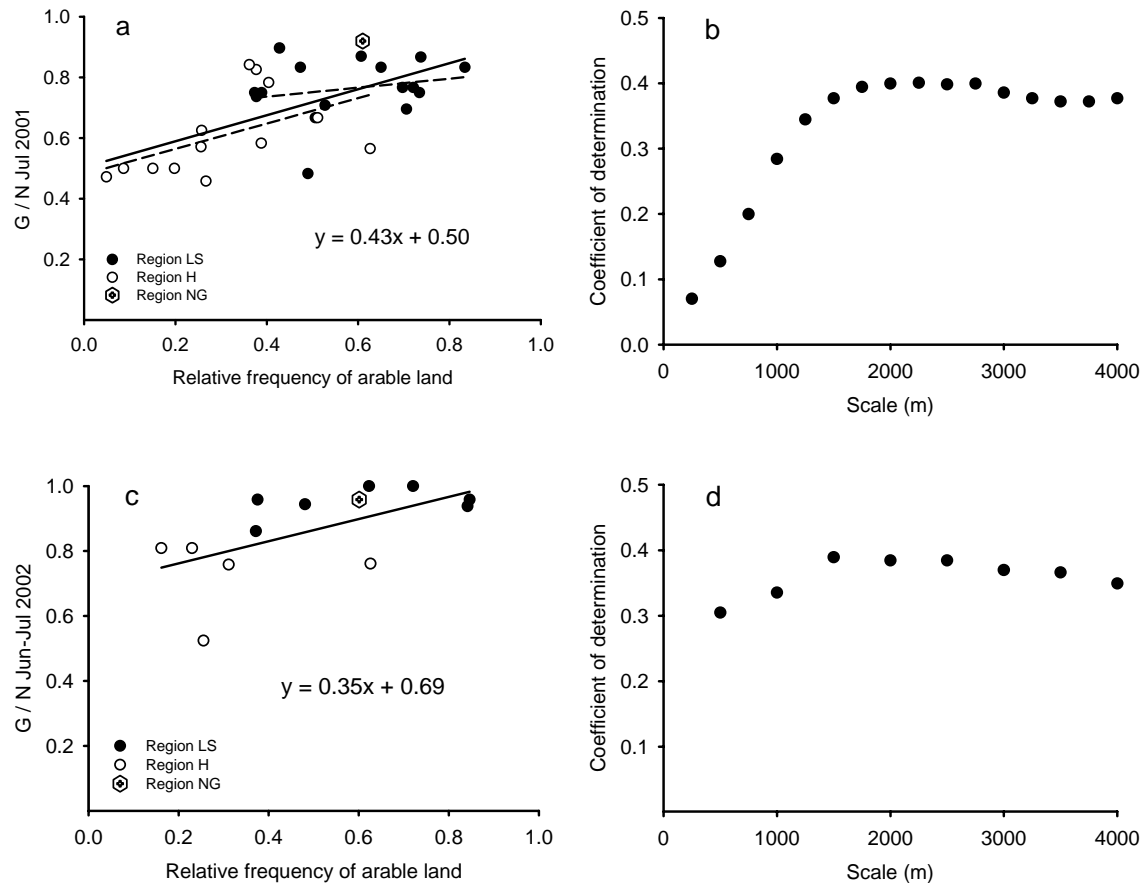 a
G / N Jul 2001
1.0
0.8
0.6
0.4
0.2
y = 0.43x + 0.50
Region LS
Region H
Region NG
0.0 0.2 0.4 0.6 0.8 1.0
Relative frequency of arable land
b
Coefficient of determination
0.5
0.4
0.3
0.2
0.1
0.0
0 1000 2000 3000 4000
Scale (m)
c
G / N Jun-Jul 2002
1.0
0.8
0.6
0.4
0.2
y = 0.35x + 0.69
Region LS
Region H
Region NG
0.0 0.2 0.4 0.6 0.8 1.0
Relative frequency of arable land
d
Coefficient of determination
0.5
0.4
0.3
0.2
0.1
0 1000 2000 3000 4000
Scale (m)